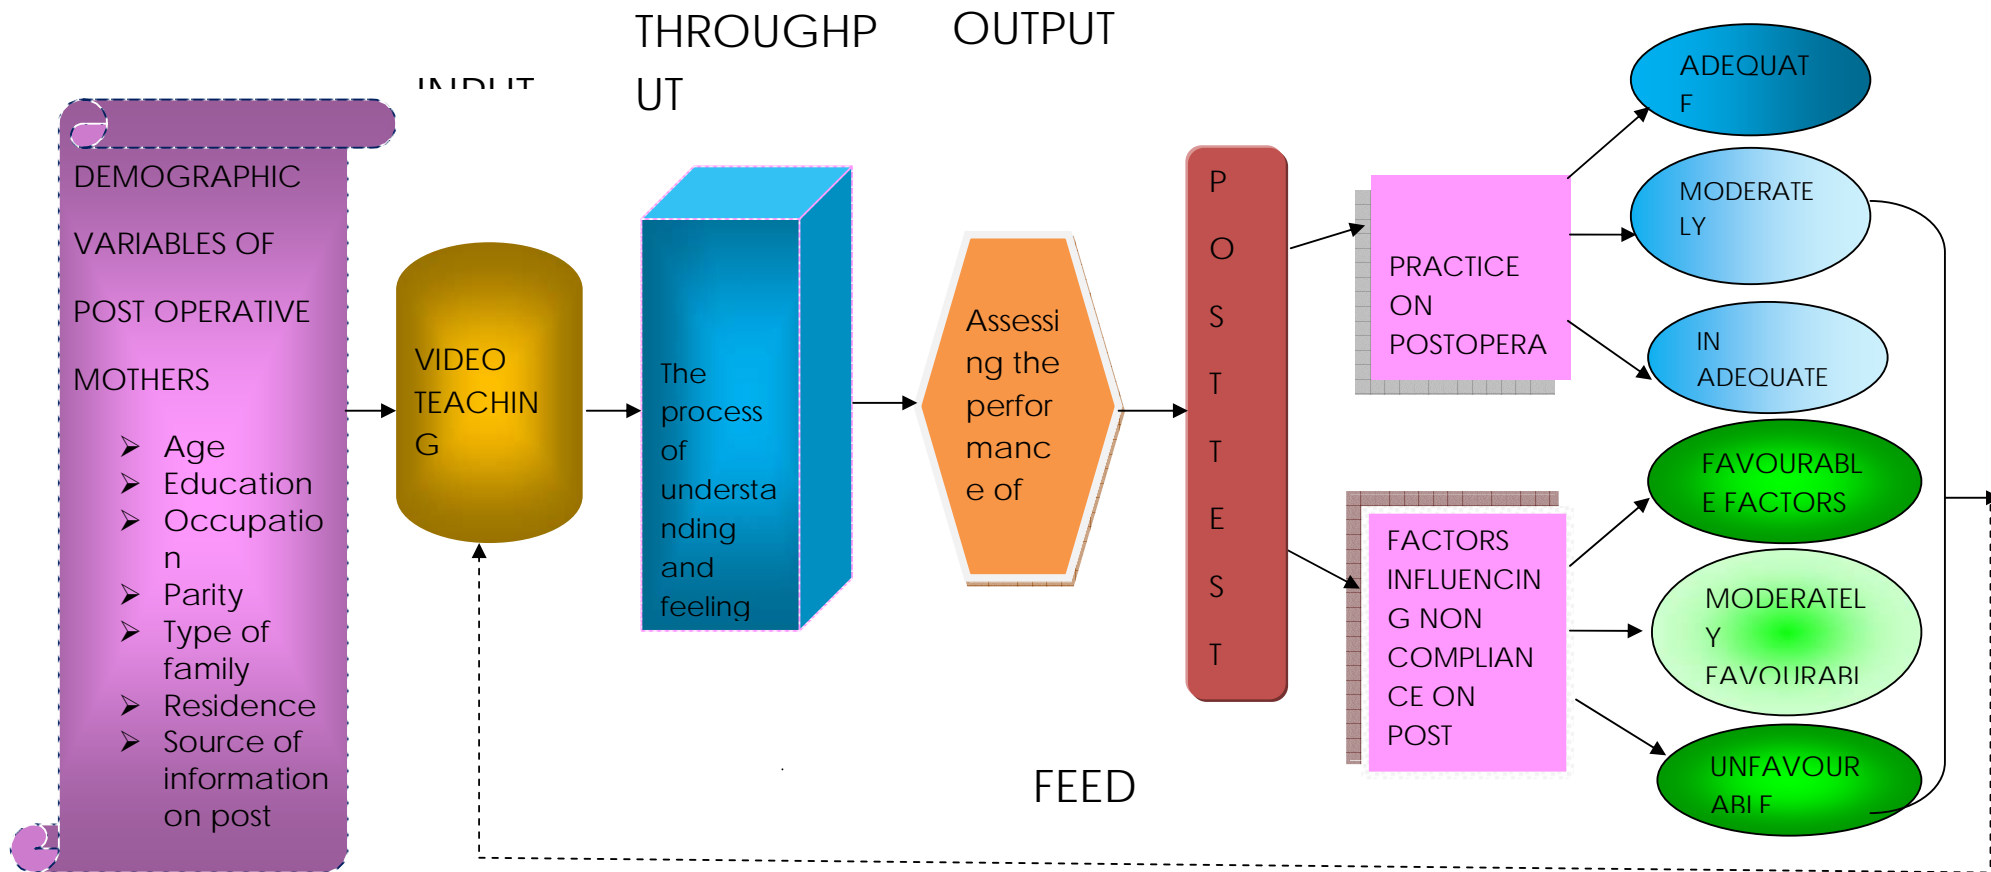 THROUGHP
UT
OUTPUT
INPUT
DEMOGRAPHIC
VARIABLES OF
POST OPERATIVE
MOTHERS
➢ Age
➢ Education
➢ Occupatio
n
➢ Parity
➢ Type of
family
➢ Residence
➢ Source of
information
on post
VIDEO
TEACHIN
G
The
process
of
understa
nding
and
feeling
Assessi
ng the
perfor
manc
e of
P
O
S
T
T
E
S
T
PRACTICE
ON
POSTOPERA
FACTORS
INFLUENCIN
G NON
COMPLIAN
CE ON
POST
ADEQUAT
E
MODERATE
LY
IN
ADEQUATE
FAVOURABL
E FACTORS
MODERATEL
Y
FAVOURABL
UNFAVOUR
ABLE
FEED